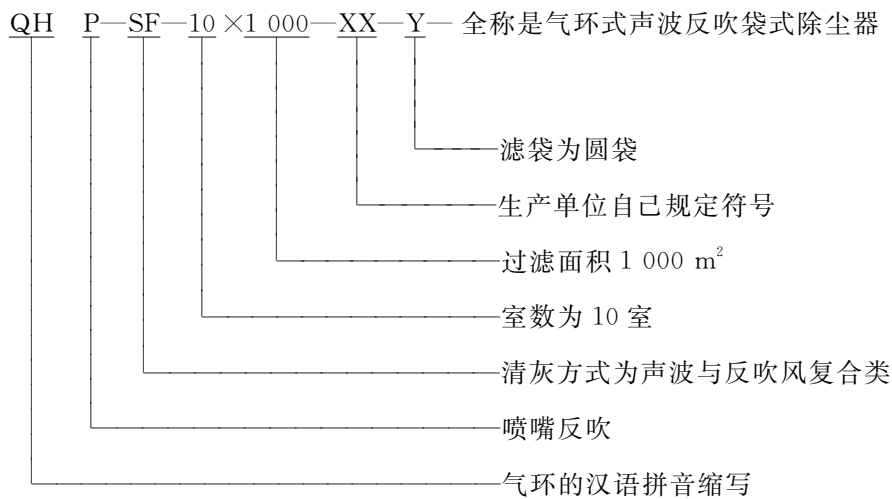 QH P—SF—10×1 000—XX—Y— 全称是气环式声波反吹袋式除尘器
滤袋为圆袋
生产单位自己规定符号
过滤面积 1 000 m²
室数为 10 室
清灰方式为声波与反吹风复合类
喷嘴反吹
气环的汉语拼音缩写